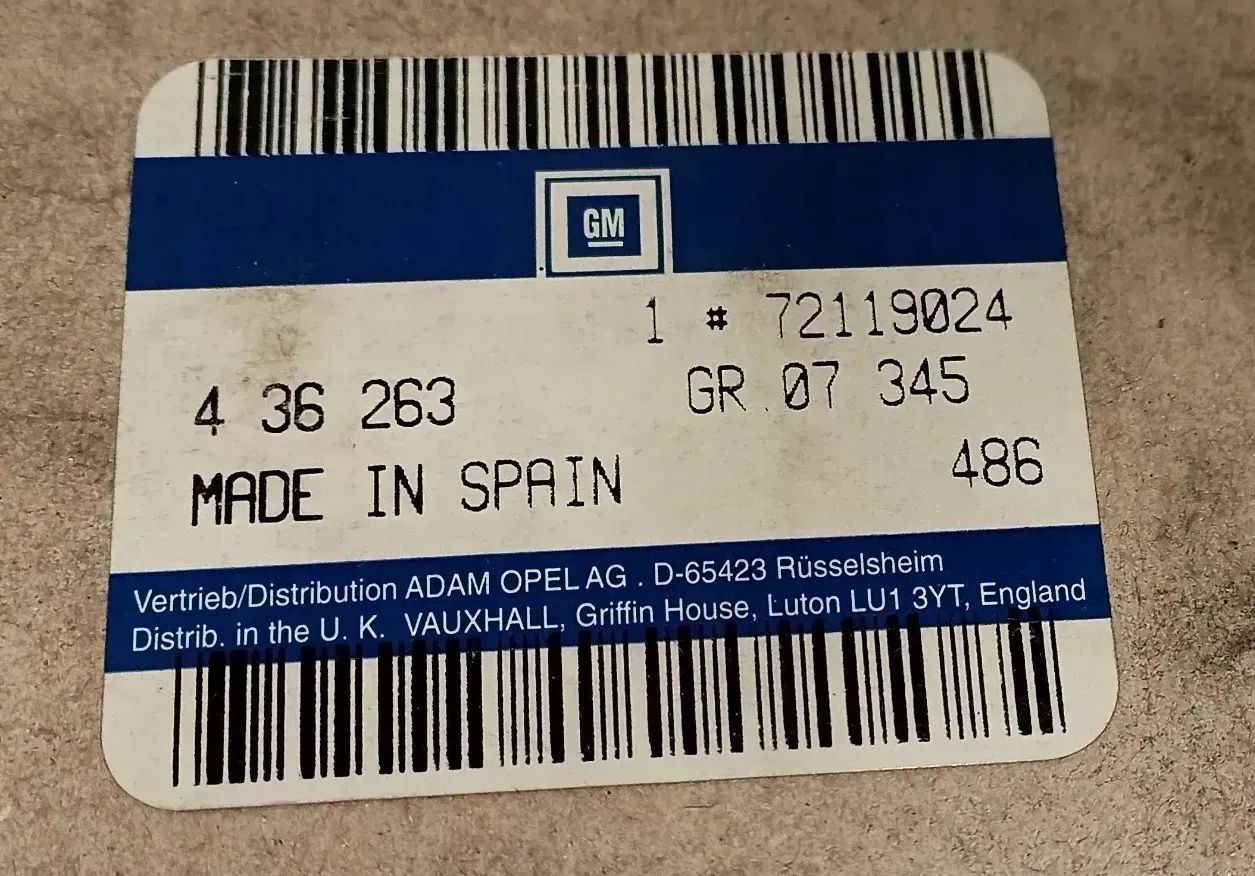 GM
1 # 72119024
4 36 263 GR 07 345
MADE IN SPAIN 486
Vertrieb/Distribution ADAM OPEL AG . D-65423 Rüsselsheim
Distrib. in the U. K. VAUXHALL, Griffin House, Luton LU1 3YT, England